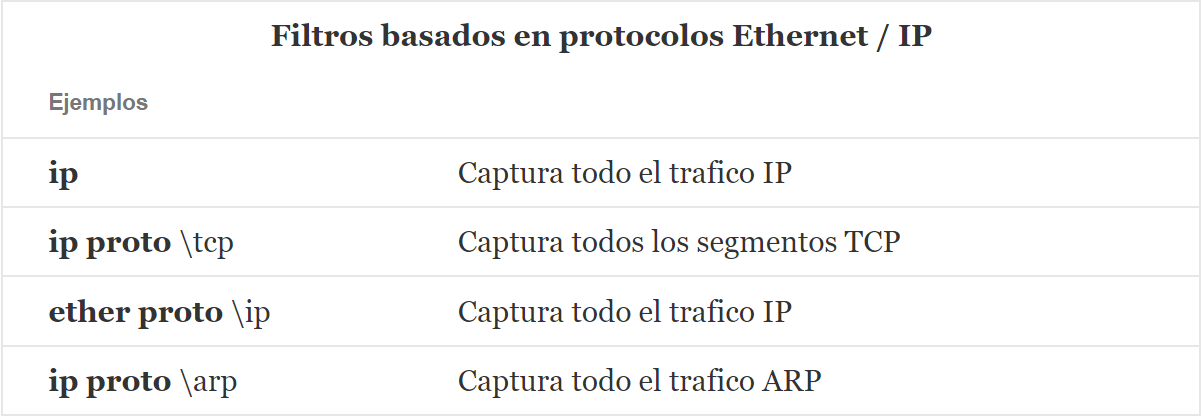 Filtros basados en protocolos Ethernet / IP
Ejemplos
ip Captura todo el trafico IP
ip proto \tcp Captura todos los segmentos TCP
ether proto \ip Captura todo el trafico IP
ip proto \arp Captura todo el trafico ARP